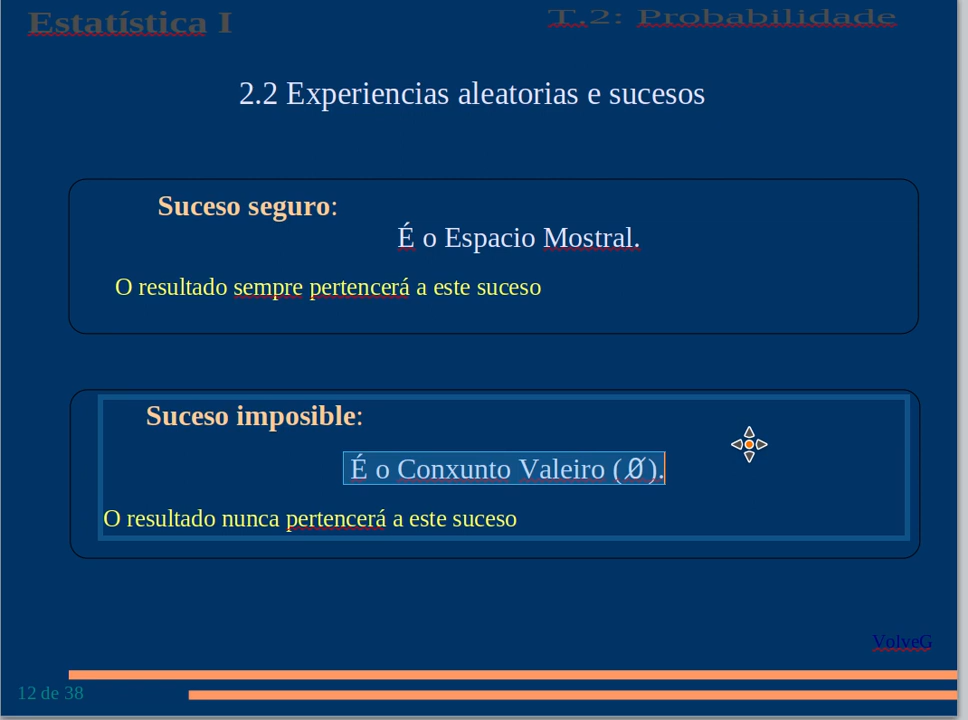 Estatística I
T.2: Probabilidade
2.2 Experiencias aleatorias e sucesos
Suceso seguro:
É o Espacio Mostral.
O resultado sempre pertencerá a este suceso
Suceso imposible:
É o Conxunto Valeiro (Ø).
O resultado nunca pertencerá a este suceso
VolveG
12 de 38